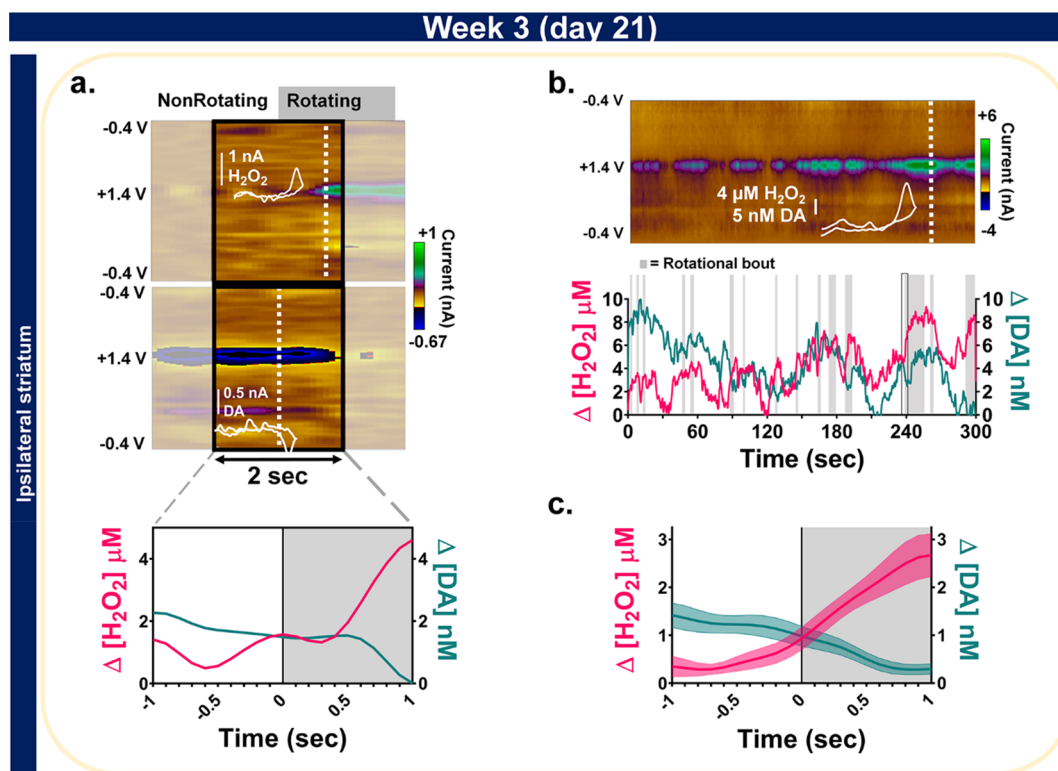 Week 3 (day 21)
Ipsilateral striatum
a.
NonRotating
Rotating
-0.4 V
+1.4 V
-0.4 V
1 nA
H2O2
-0.4 V
+1.4 V
-0.4 V
0.5 nA
DA
+1
Current (nA)
-0.67
2 sec
Δ [H2O2] μM
4
2
0
Δ [DA] nM
4
2
0
-1
-0.5
0
0.5
1
Time (sec)
b.
-0.4 V
+1.4 V
-0.4 V
4 μM H2O2
5 nM DA
+6
Current (nA)
-4
= Rotational bout
Δ [H2O2] μM
10
8
6
4
2
0
Δ [DA] nM
10
8
6
4
2
0
0
60
120
180
240
300
Time (sec)
c.
Δ [H2O2] μM
3
2
1
0
Δ [DA] nM
3
2
1
0
-1
-0.5
0
0.5
1
Time (sec)